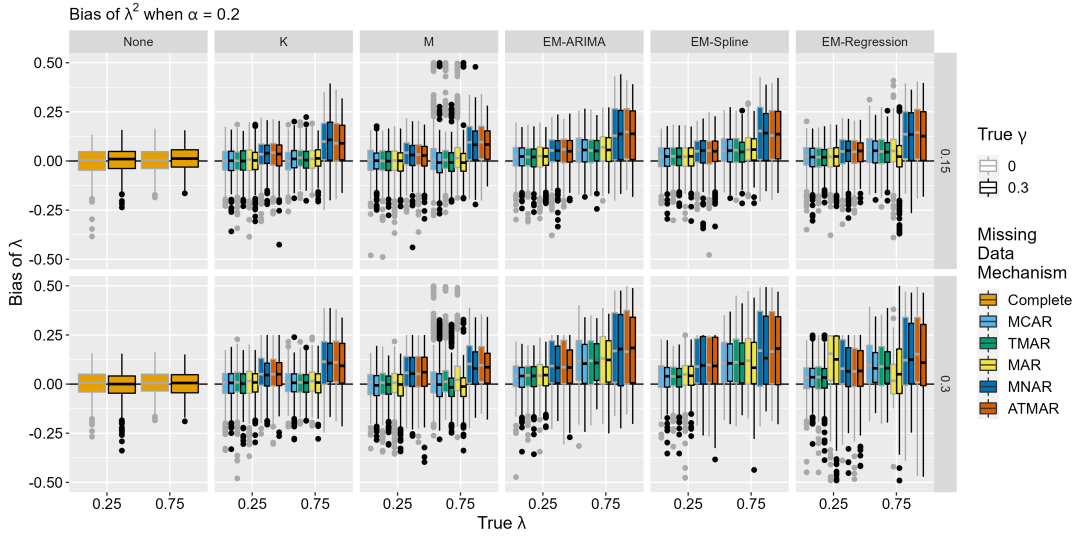 Bias of λ² when α = 0.2
None K M EM-ARIMA EM-Spline EM-Regression
0.50
0.25
0.00
-0.25
-0.50
0.15
0.50
0.25
0.00
-0.25
-0.50
0.3
Bias of λ
0.25 0.75 0.25 0.75 0.25 0.75 0.25 0.75 0.25 0.75 0.25 0.75
True λ
True γ
0
0.3
Missing
Data
Mechanism
Complete
MCAR
TMAR
MAR
MNAR
ATMAR